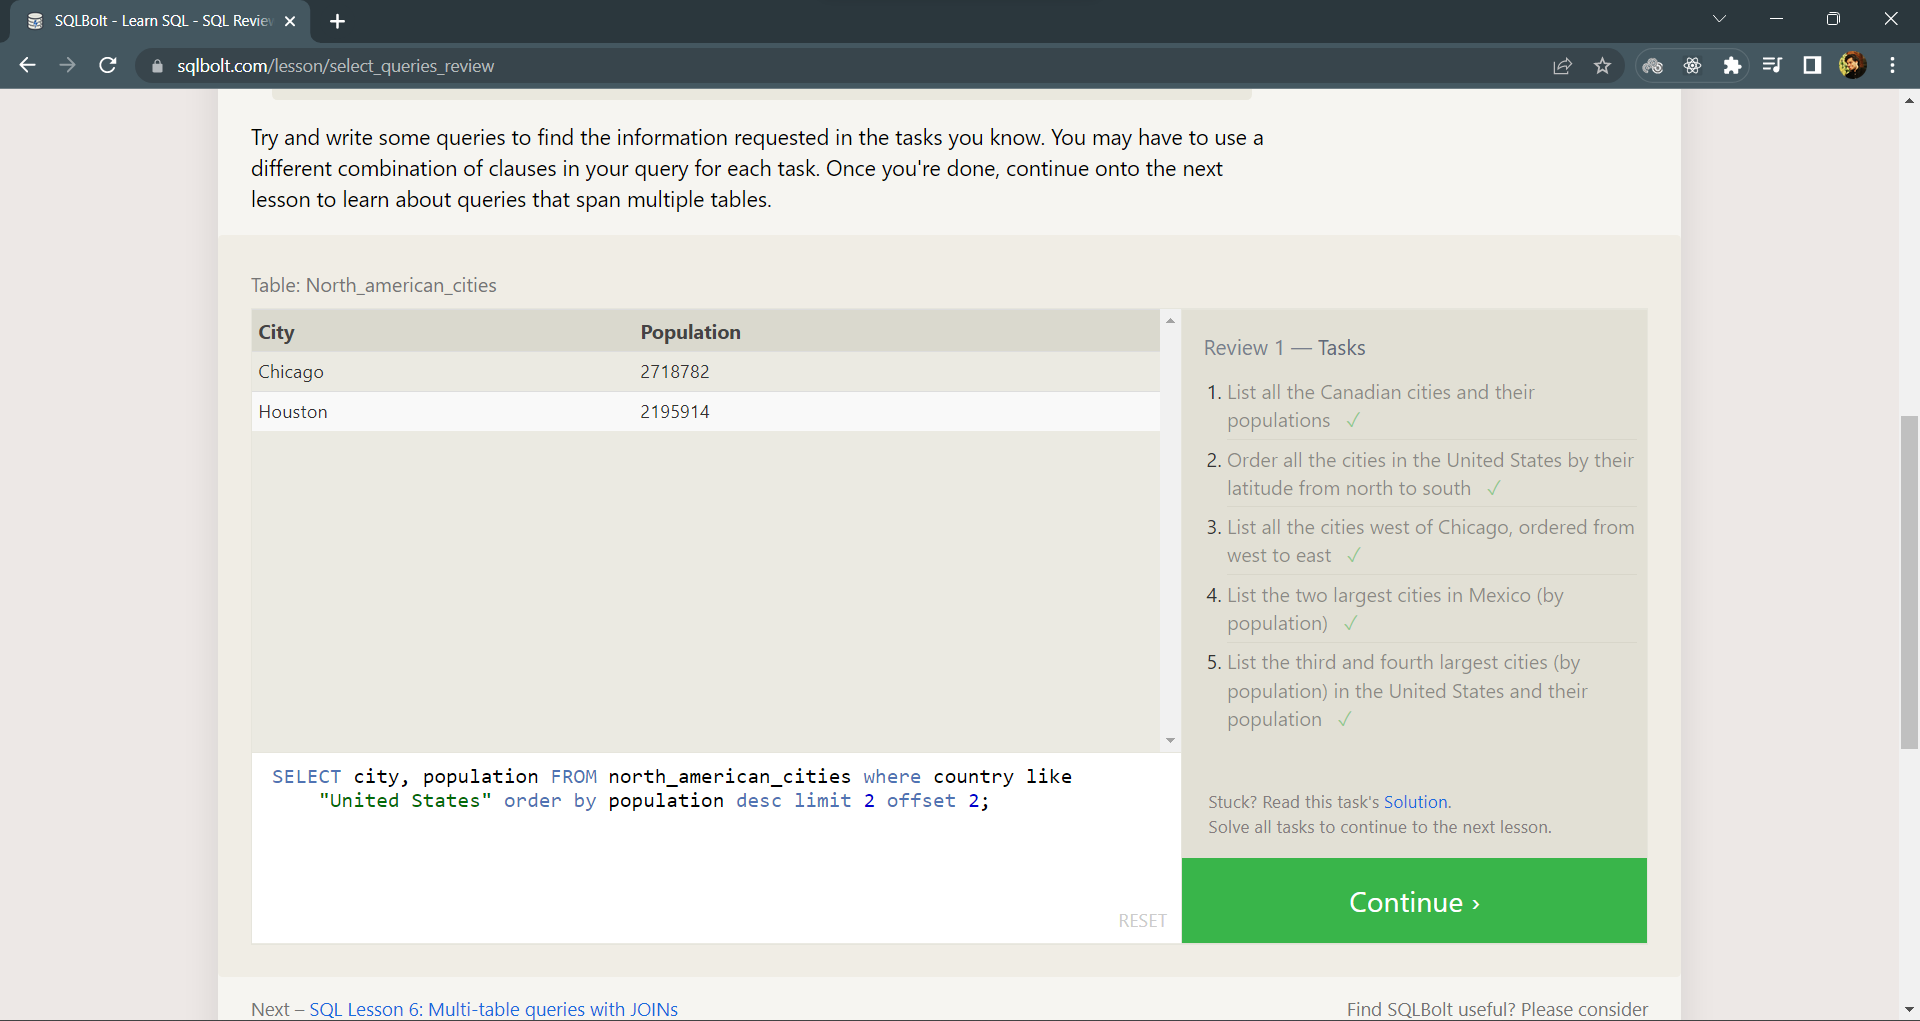 SQLBolt - Learn SQL - SQL Review
sqlbolt.com/lesson/select_queries_review
Try and write some queries to find the information requested in the tasks you know. You may have to use a
different combination of clauses in your query for each task. Once you're done, continue onto the next
lesson to learn about queries that span multiple tables.
Table: North_american_cities
City Population
Chicago 2718782
Houston 2195914
SELECT city, population FROM north_american_cities where country like
"United States" order by population desc limit 2 offset 2;
RESET
Review 1 — Tasks
1. List all the Canadian cities and their
populations ✓
2. Order all the cities in the United States by their
latitude from north to south ✓
3. List all the cities west of Chicago, ordered from
west to east ✓
4. List the two largest cities in Mexico (by
population) ✓
5. List the third and fourth largest cities (by
population) in the United States and their
population ✓
Stuck? Read this task's Solution.
Solve all tasks to continue to the next lesson.
Continue ›
Next – SQL Lesson 6: Multi-table queries with JOINs
Find SQLBolt useful? Please consider